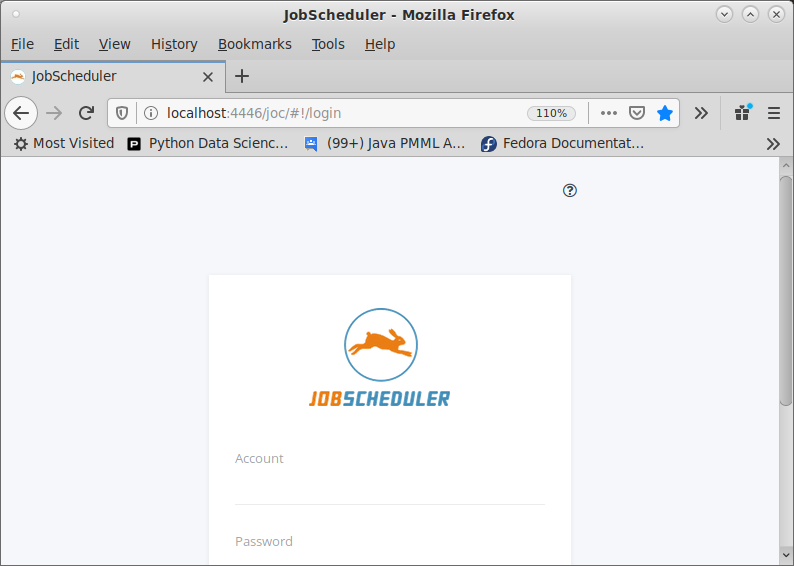 JobScheduler - Mozilla Firefox
File Edit View History Bookmarks Tools Help
JobScheduler
localhost:4446/joc/#!/login 110%
Most Visited Python Data Scienc… (99+) Java PMML A… Fedora Documentat…
JOBSCHEDULER
Account
Password